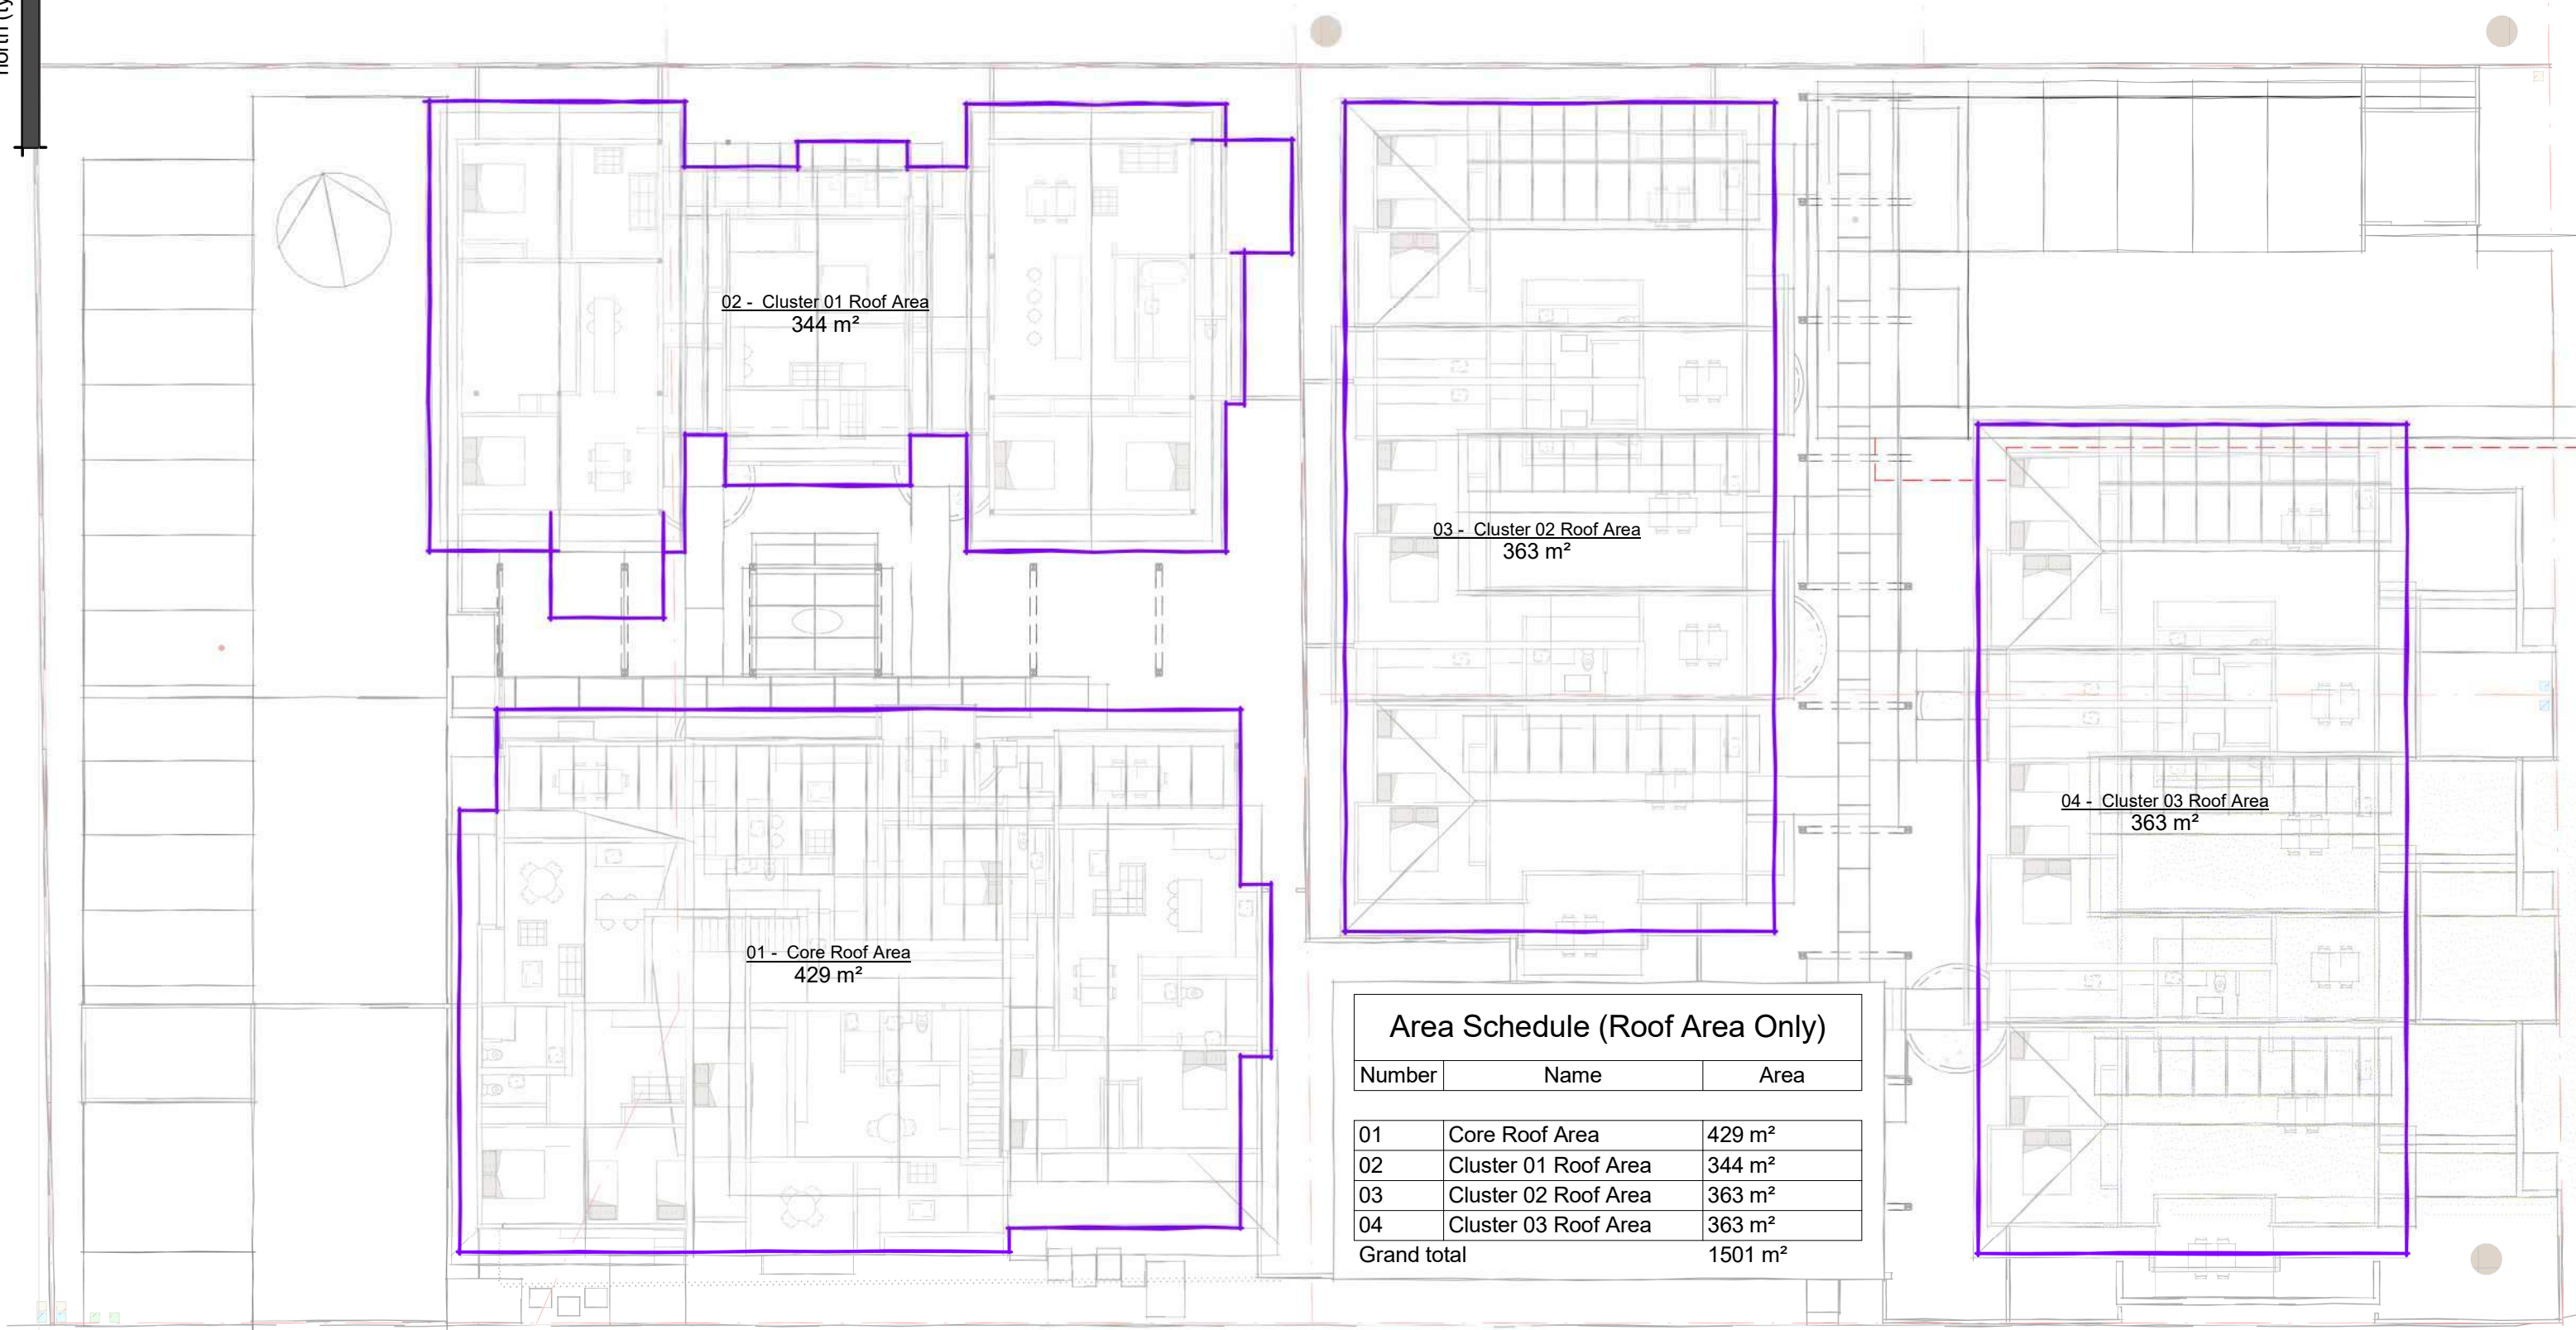 north (ty
02 - Cluster 01 Roof Area
344 m²
03 - Cluster 02 Roof Area
363 m²
04 - Cluster 03 Roof Area
363 m²
01 - Core Roof Area
429 m²
Area Schedule (Roof Area Only)
Number Name Area
01 Core Roof Area 429 m²
02 Cluster 01 Roof Area 344 m²
03 Cluster 02 Roof Area 363 m²
04 Cluster 03 Roof Area 363 m²
Grand total 1501 m²